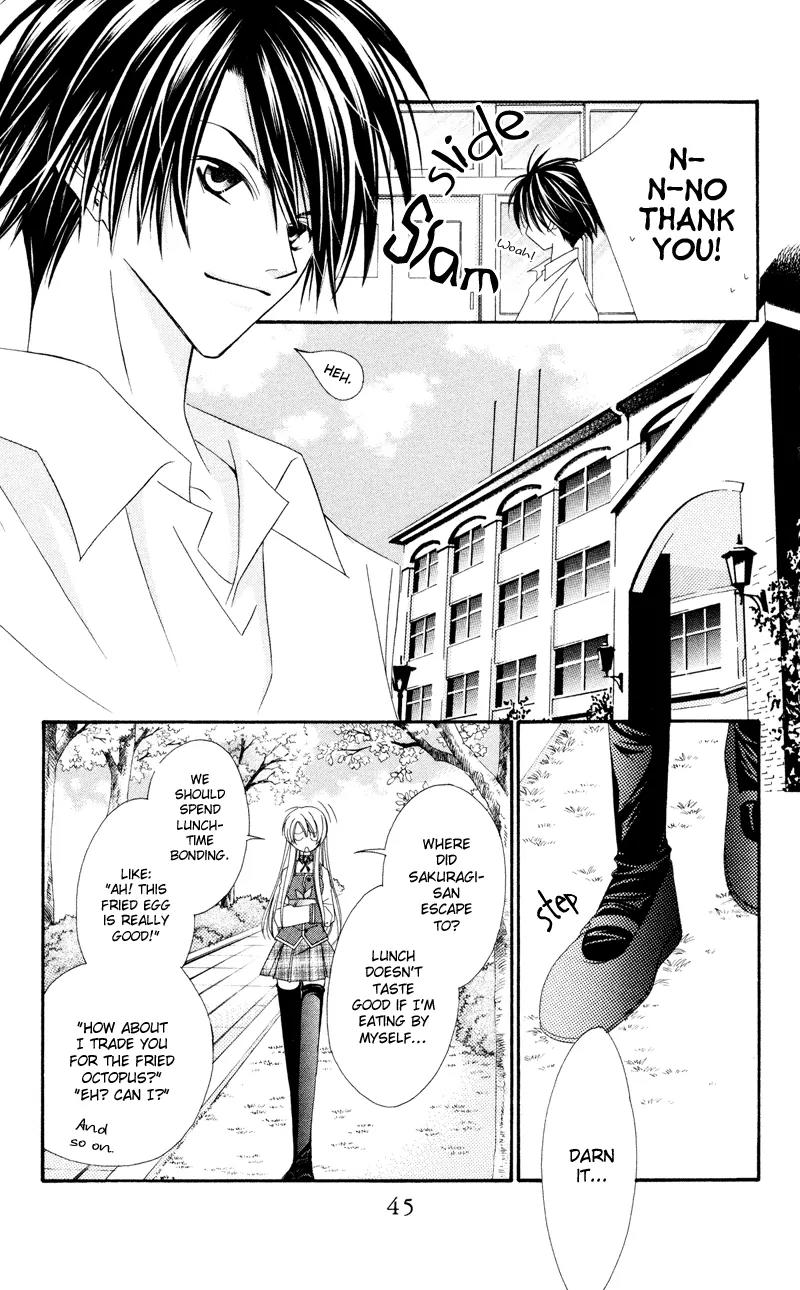 N-
N-NO
THANK
YOU!
slide
Slam
Woah!
HEH.
WHERE
DID
SAKURAGI-
SAN
ESCAPE
TO?
LUNCH
DOESN'T
TASTE
GOOD IF I'M
EATING BY
MYSELF...
WE
SHOULD
SPEND
LUNCH-
TIME
BONDING.
LIKE:
"AH! THIS
FRIED EGG
IS REALLY
GOOD!"
"HOW ABOUT
I TRADE YOU
FOR THE FRIED
OCTOPUS?"
"EH? CAN I?"
And
so on.
step
DARN
IT...
45